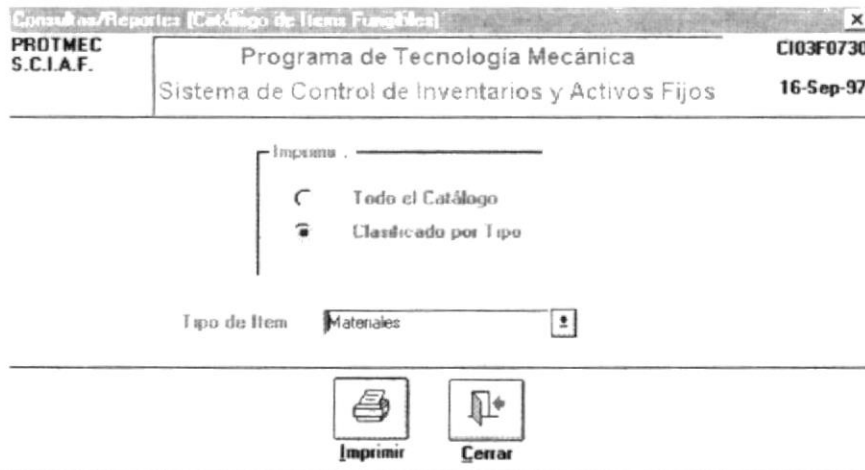 Consultas/Reportes [Catálogo de Items Fungibles]
PROTMEC
S.C.I.A.F.
Programa de Tecnología Mecánica
Sistema de Control de Inventarios y Activos Fijos
CI03F0730
16-Sep-97
Imprima .
Todo el Catálogo
Clasificado por Tipo
Tipo de Item Materiales
Imprimir Cerrar